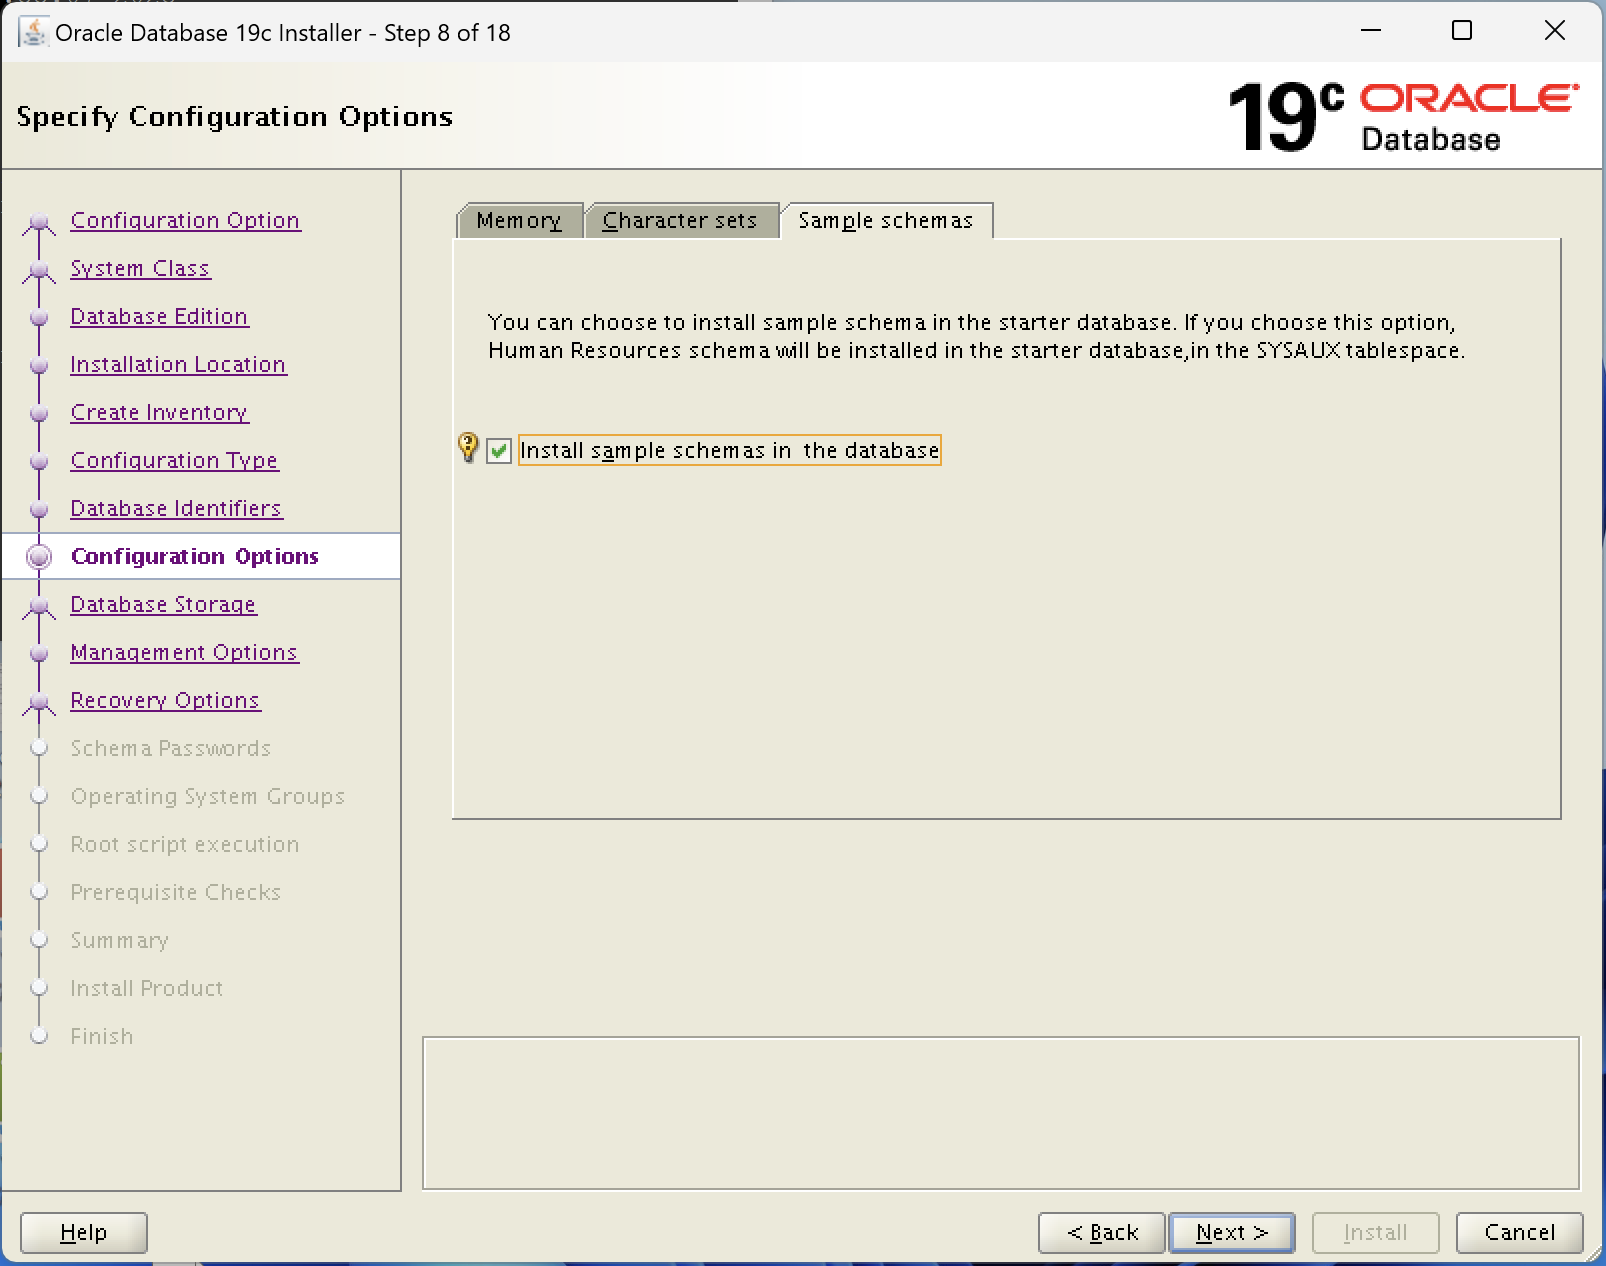 Oracle Database 19c Installer - Step 8 of 18
Specify Configuration Options
19c ORACLE
Database
Configuration Option
System Class
Database Edition
Installation Location
Create Inventory
Configuration Type
Database Identifiers
Configuration Options
Database Storage
Management Options
Recovery Options
Schema Passwords
Operating System Groups
Root script execution
Prerequisite Checks
Summary
Install Product
Finish
Memory
Character sets
Sample schemas
You can choose to install sample schema in the starter database. If you choose this option,
Human Resources schema will be installed in the starter database,in the SYSAUX tablespace.
Install sample schemas in  the database
Help
< Back
Next >
Install
Cancel